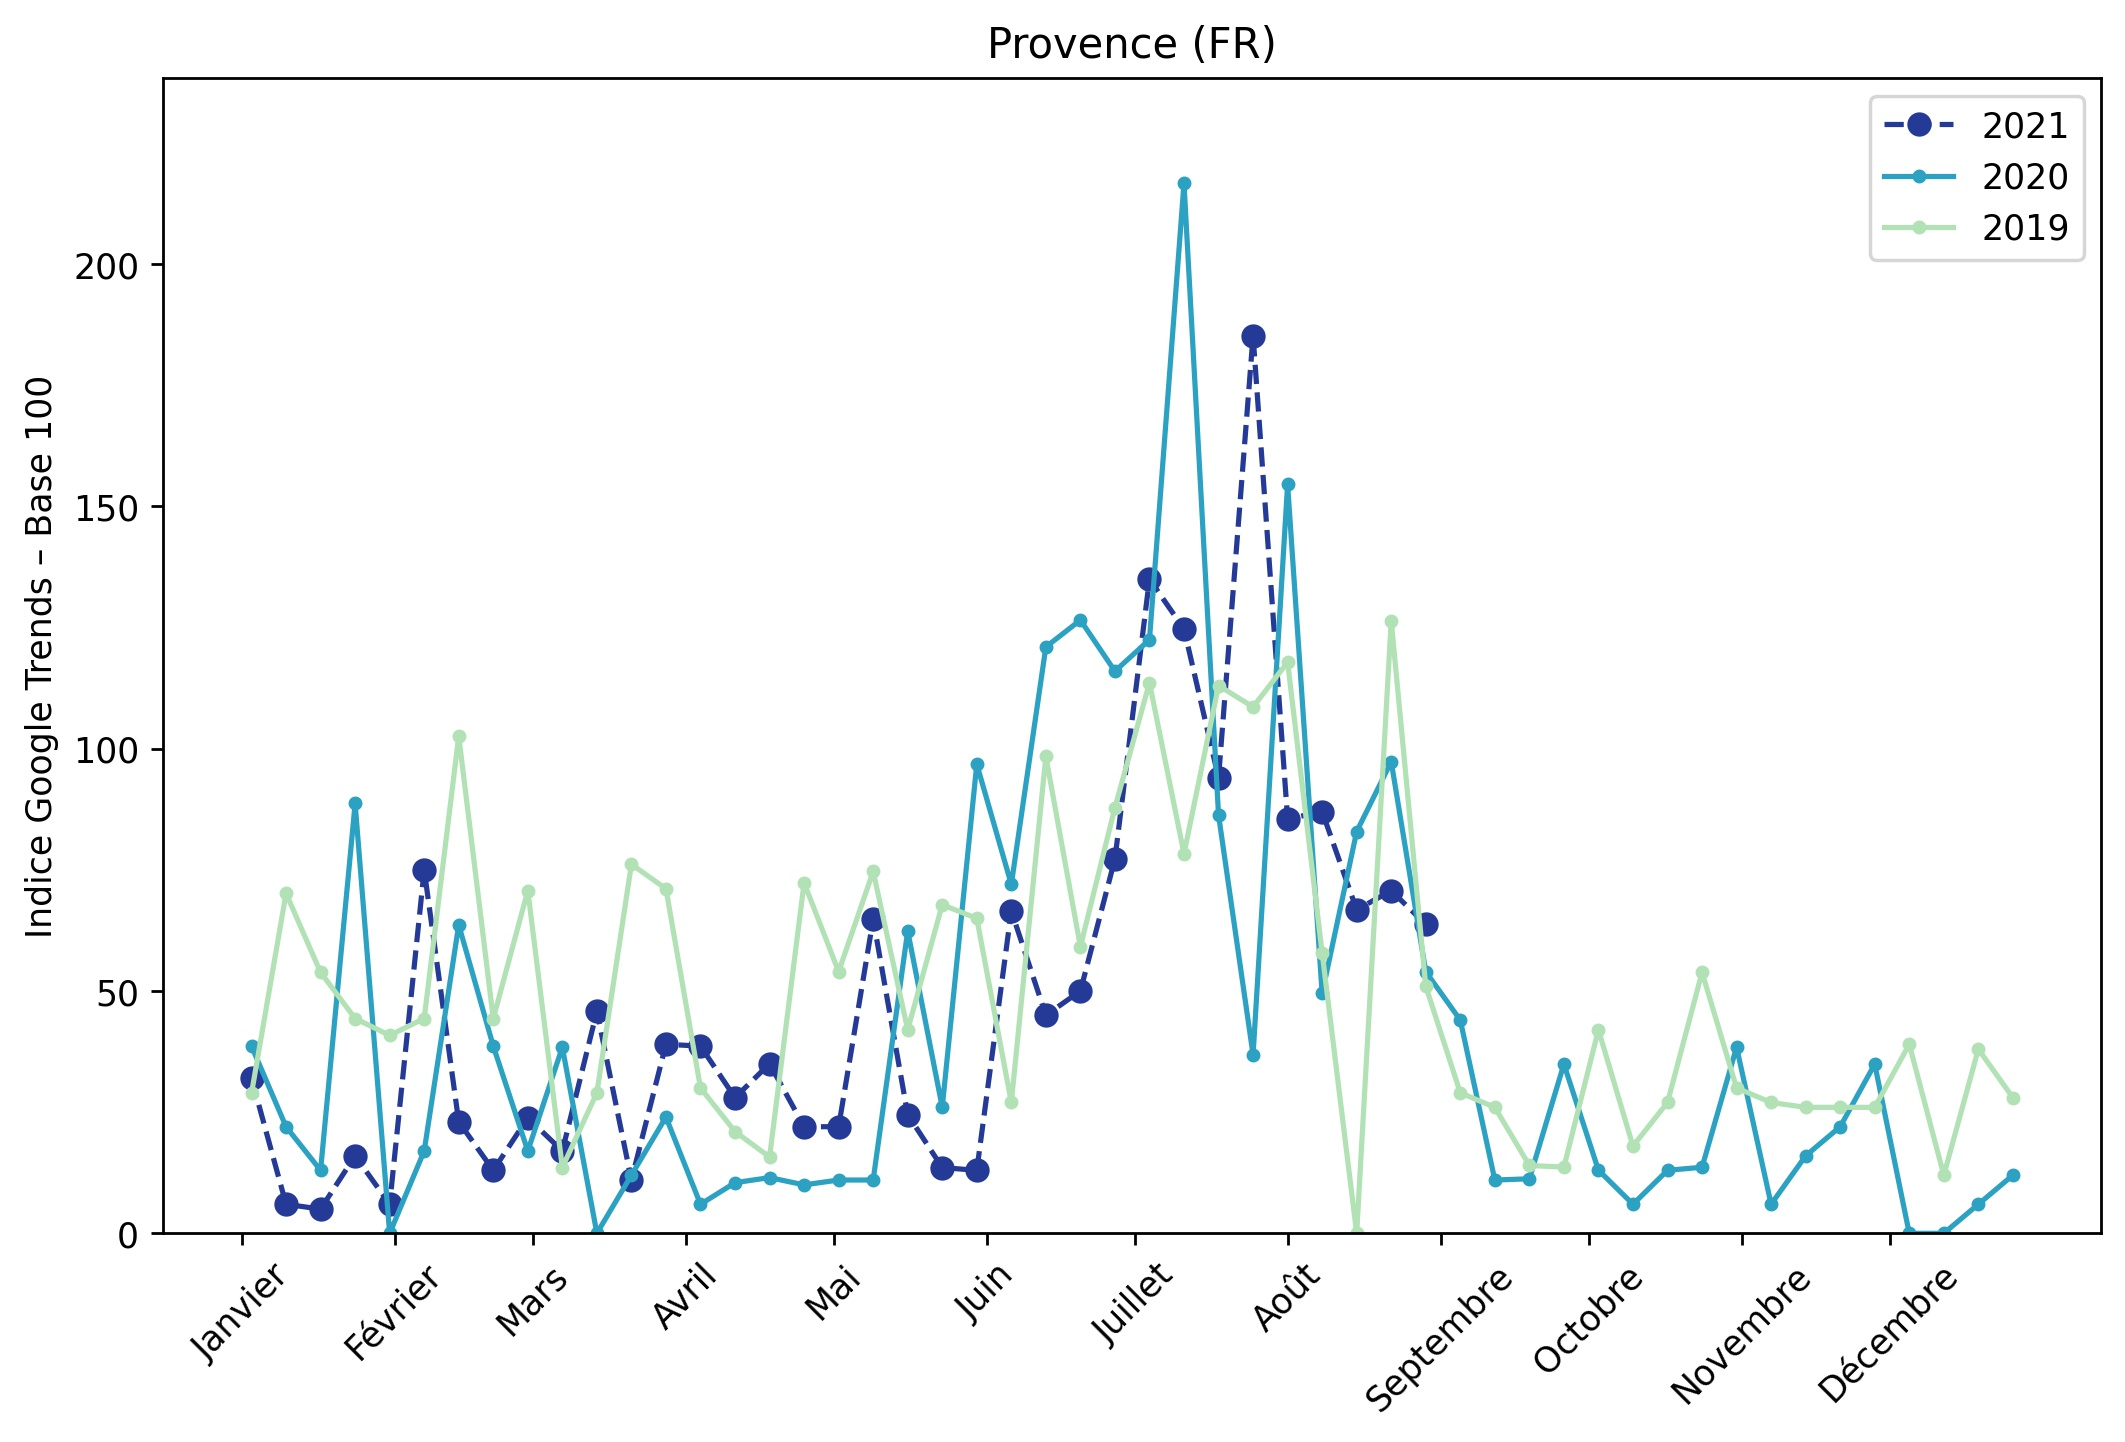 Provence (FR)
2021
2020
2019
Indice Google Trends – Base 100
200
150
100
50
0
Janvier
Février
Mars
Avril
Mai
Juin
Juillet
Août
Septembre
Octobre
Novembre
Décembre